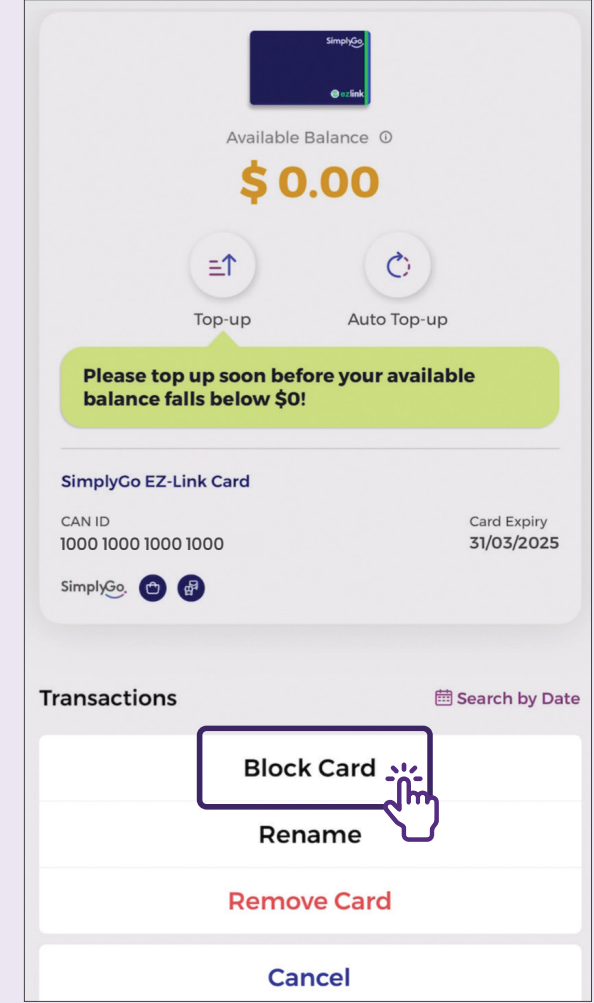 SimplyGo
ezlink
Available Balance
$ 0.00
Top-up
Auto Top-up
Please top up soon before your available
balance falls below $0!
SimplyGo EZ-Link Card
CAN ID
Card Expiry
1000 1000 1000 1000
31/03/2025
SimplyGo.
Transactions
Search by Date
Block Card
Rename
Remove Card
Cancel